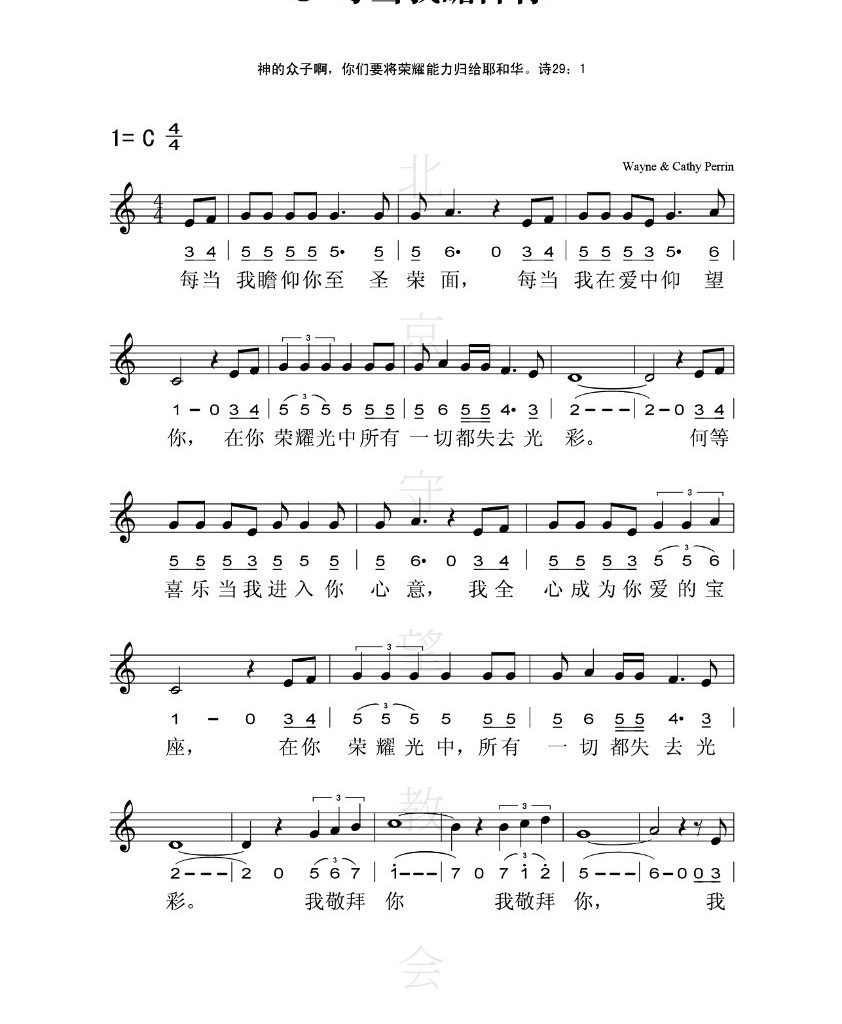 神的众子啊，你们要将荣耀能力归给耶和华。诗29：1
1= C 4/4
Wayne & Cathy Perrin
3 4 | 5 5 5 5 5· 5 | 5 6· 0 3 4 | 5 5 5 3 5· 6 |
每当 我瞻仰你至 圣 荣 面， 每当 我在爱中仰 望
1 - 0 3 4 | 5 5 5 5 5 5 5 | 5 6 5 5 4· 3 | 2 - - - | 2 - 0 3 4 |
你， 在你 荣耀光中所有 一切都失去光 彩。 何等
5 5 5 3 5 5 5 | 5 6· 0 3 4 | 5 5 5 3 5 5 6 |
喜乐当我进入你 心意， 我全 心成为你爱的宝
1 - 0 3 4 | 5 5 5 5 5 5 5 | 5 6 5 5 4· 3 |
座， 在你 荣耀光中，所有 一切都失去光
2 - - - | 2 0 5 6 7 | 1 - - - | 7 0 7 1 2 | 5 - - - | 6 - 0 0 3 |
彩。 我敬拜 你 我敬拜 你， 我
北京守望教会